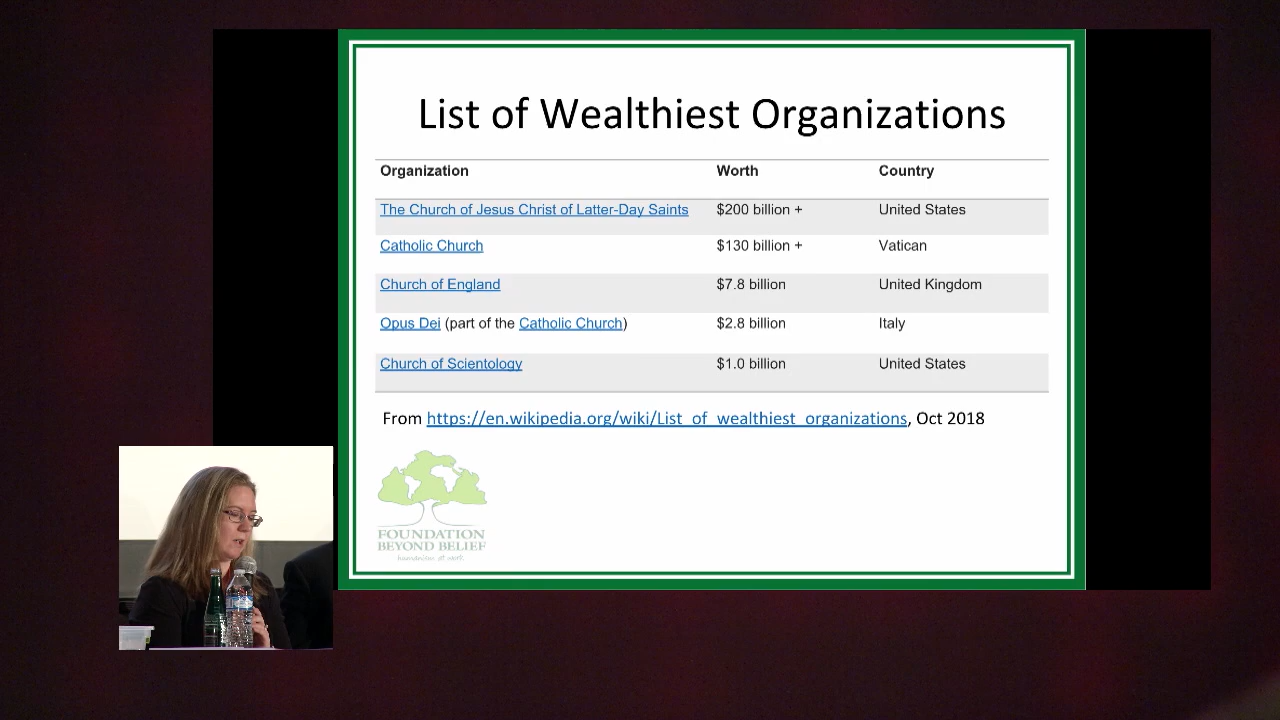 List of Wealthiest Organizations
Organization Worth Country
The Church of Jesus Christ of Latter-Day Saints $200 billion + United States
Catholic Church $130 billion + Vatican
Church of England $7.8 billion United Kingdom
Opus Dei (part of the Catholic Church) $2.8 billion Italy
Church of Scientology $1.0 billion United States
From https://en.wikipedia.org/wiki/List_of_wealthiest_organizations, Oct 2018
FOUNDATION
BEYOND BELIEF
humanism at work